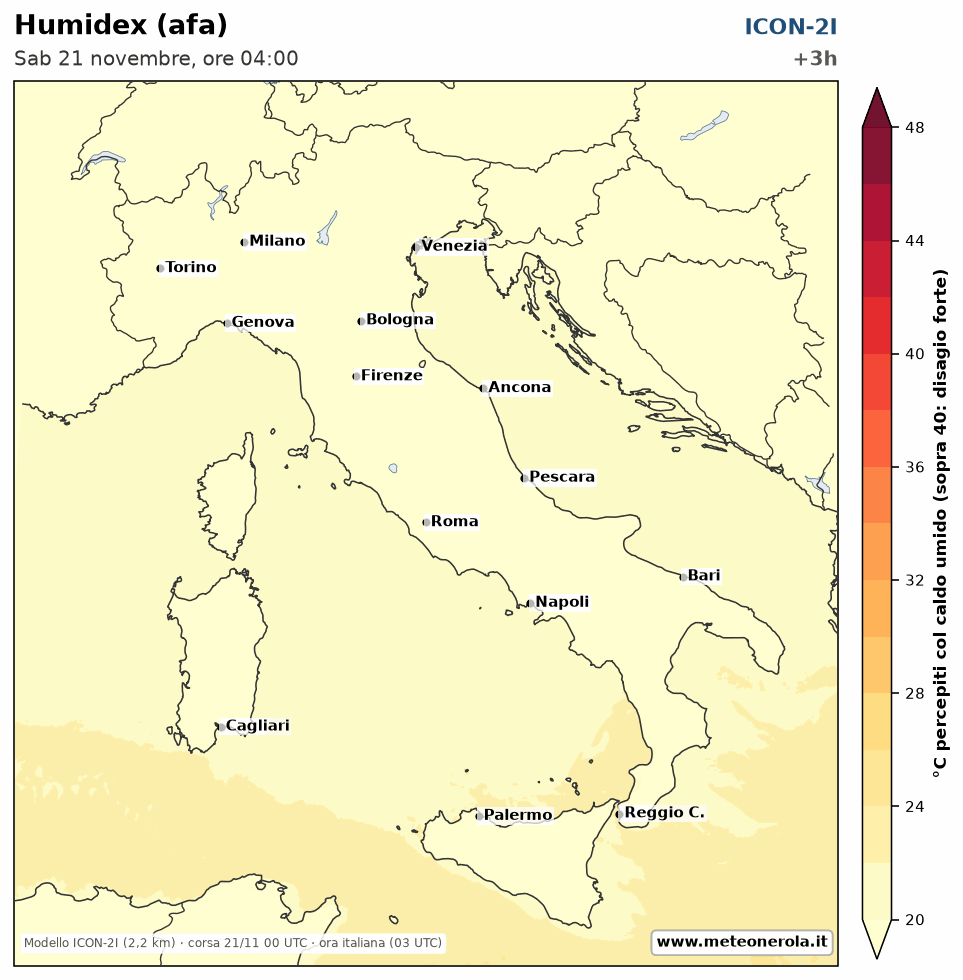 Humidex (afa)
ICON-2I
Sab 21 novembre, ore 04:00
+3h
48
44
40
36
32
28
24
20
°C percepiti col caldo umido (sopra 40: disagio forte)
Milano
Venezia
Torino
Genova
Bologna
Firenze
Ancona
Pescara
Roma
Bari
Napoli
Cagliari
Palermo
Reggio C.
Modello ICON-2I (2,2 km) · corsa 21/11 00 UTC · ora italiana (03 UTC)
www.meteonerola.it